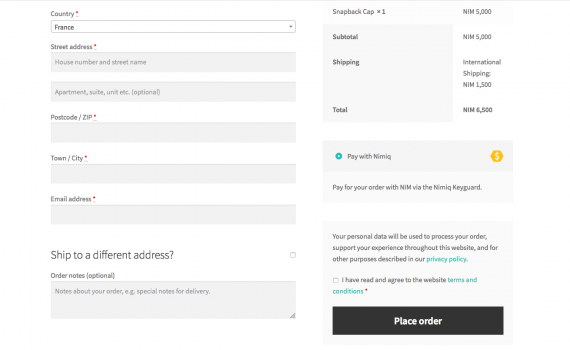 Country *
France
Street address *
House number and street name
Apartment, suite, unit etc. (optional)
Postcode / ZIP *
Town / City *
Email address *
Ship to a different address?
Order notes (optional)
Notes about your order, e.g. special notes for delivery.
Snapback Cap × 1 NIM 5,000
Subtotal NIM 5,000
Shipping International
Shipping:
NIM 1,500
Total NIM 6,500
Pay with Nimiq
Pay for your order with NIM via the Nimiq Keyguard.
Your personal data will be used to process your order,
support your experience throughout this website, and for
other purposes described in our privacy policy.
I have read and agree to the website terms and
conditions *
Place order